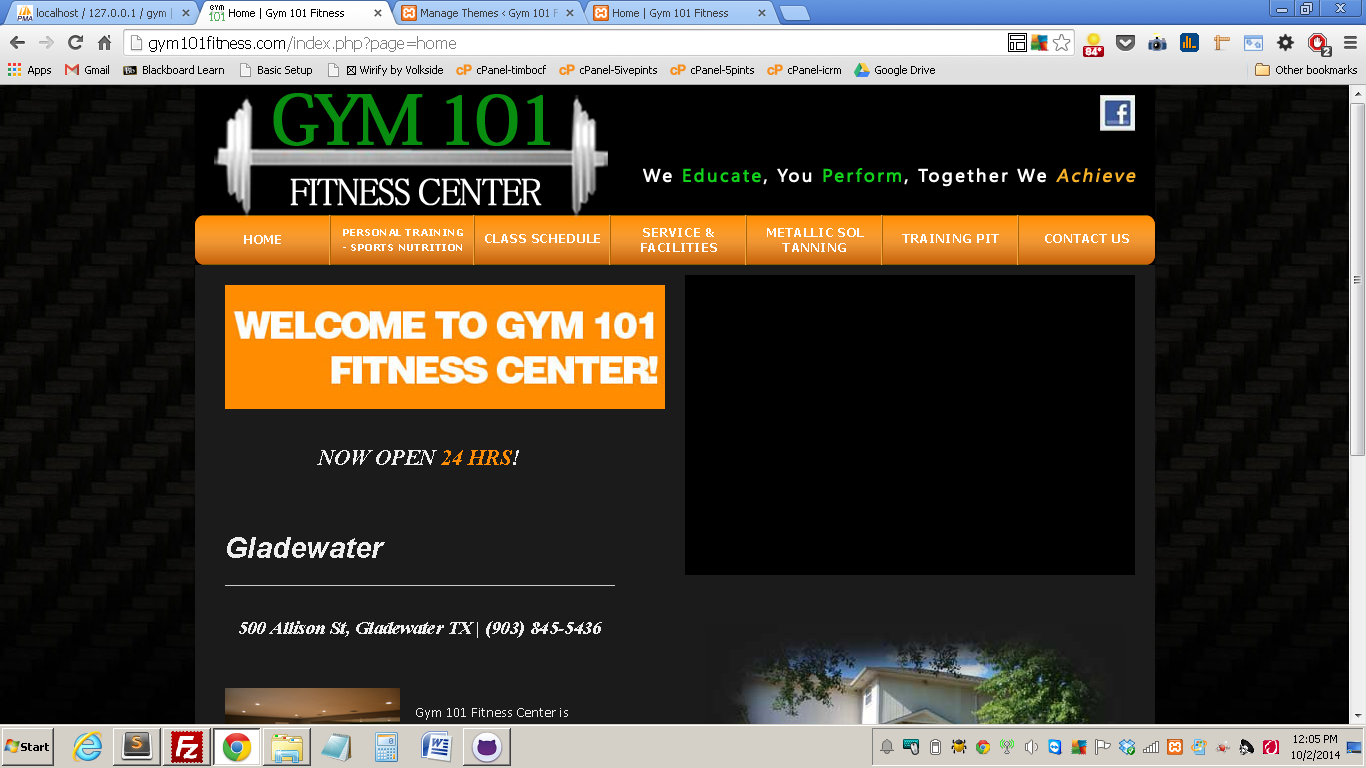 localhost / 127.0.0.1 / gym |
Home | Gym 101 Fitness
Manage Themes ‹ Gym 101 F
Home | Gym 101 Fitness
gym101fitness.com/index.php?page=home
84°
2
Apps
Gmail
Blackboard Learn
Basic Setup
Wirify by Volkside
cPanel-timbocf
cPanel-5ivepints
cPanel-5pints
cPanel-icrm
Google Drive
Other bookmarks
GYM 101
FITNESS CENTER
We Educate, You Perform, Together We Achieve
HOME
PERSONAL TRAINING
- SPORTS NUTRITION
CLASS SCHEDULE
SERVICE &
FACILITIES
METALLIC SOL
TANNING
TRAINING PIT
CONTACT US
WELCOME TO GYM 101
FITNESS CENTER!
NOW OPEN 24 HRS!
Gladewater
500 Allison St, Gladewater TX | (903) 845-5436
Gym 101 Fitness Center is
Start
12:05 PM
10/2/2014